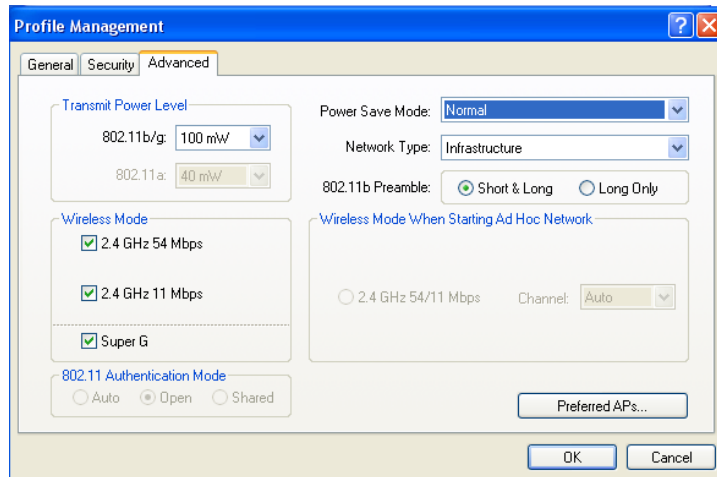 Profile Management
General Security Advanced
Transmit Power Level
802.11b/g: 100 mW
802.11a: 40 mW
Power Save Mode: Normal
Network Type: Infrastructure
802.11b Preamble: Short & Long Long Only
Wireless Mode
2.4 GHz 54 Mbps
2.4 GHz 11 Mbps
Super G
Wireless Mode When Starting Ad Hoc Network
2.4 GHz 54/11 Mbps Channel: Auto
802.11 Authentication Mode
Auto Open Shared
Preferred APs...
OK Cancel